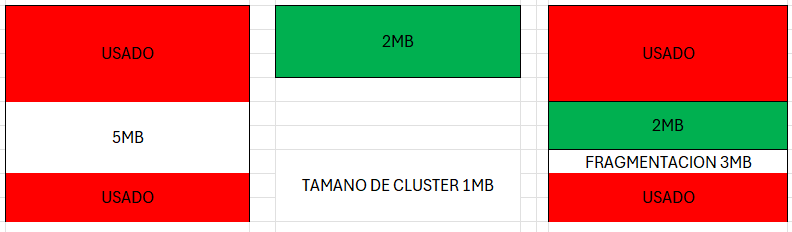 USADO
5MB
USADO
2MB
TAMANO DE CLUSTER 1MB
USADO
2MB
FRAGMENTACION 3MB
USADO